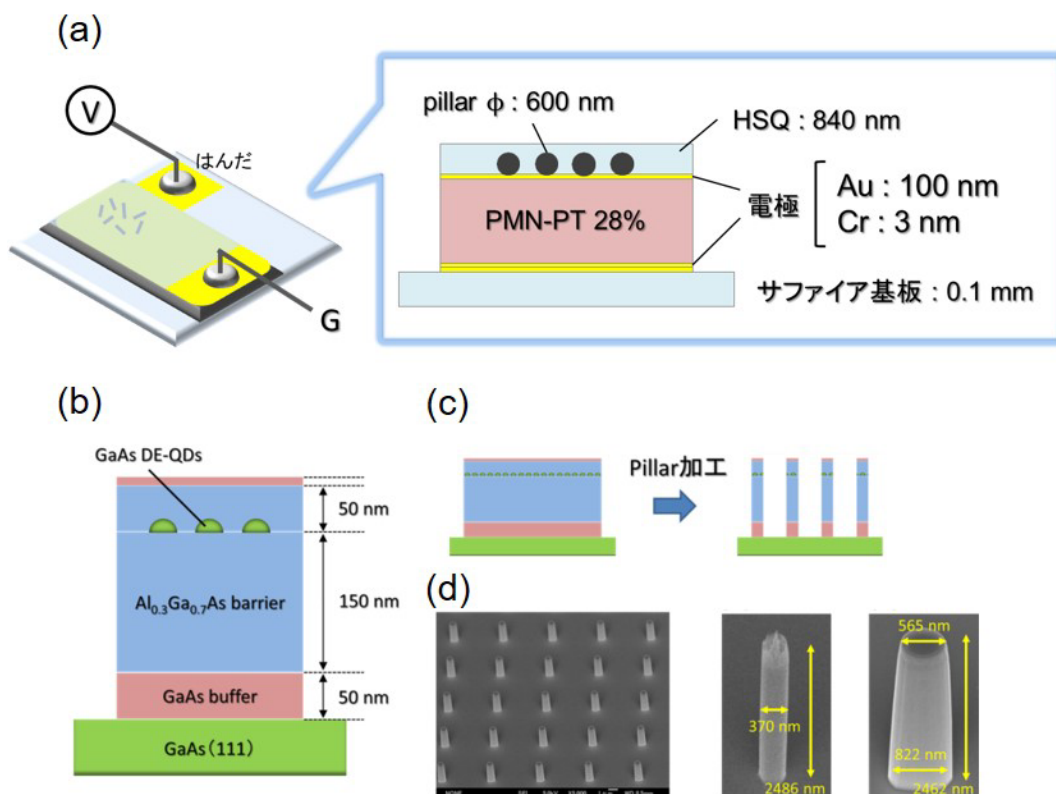 (a)
V
はんだ
G
pillar φ : 600 nm
HSQ : 840 nm
PMN-PT 28%
電極
Au : 100 nm
Cr : 3 nm
サファイア基板 : 0.1 mm
(b)
GaAs DE-QDs
50 nm
Al0.3Ga0.7As barrier
150 nm
GaAs buffer
50 nm
GaAs(111)
(c)
Pillar加工
(d)
370 nm
2486 nm
565 nm
822 nm
2462 nm